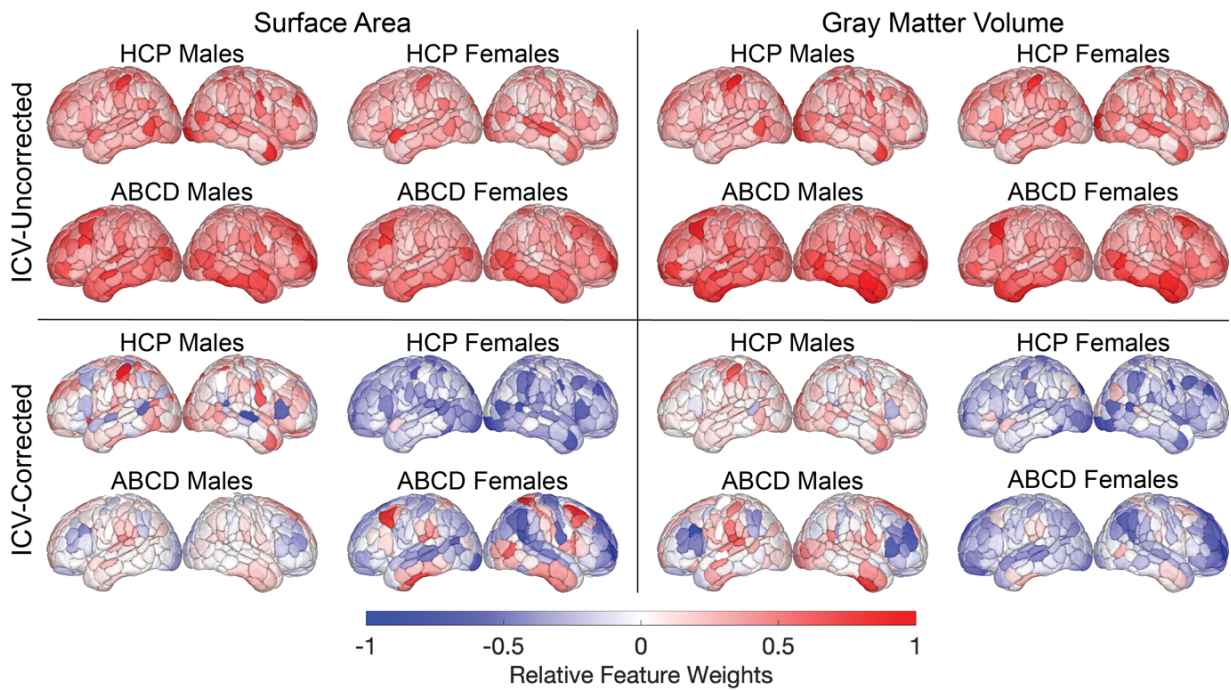 Surface Area
Gray Matter Volume
ICV-Uncorrected
HCP Males
HCP Females
HCP Males
HCP Females
ABCD Males
ABCD Females
ABCD Males
ABCD Females
ICV-Corrected
HCP Males
HCP Females
HCP Males
HCP Females
ABCD Males
ABCD Females
ABCD Males
ABCD Females
-1 -0.5 0 0.5 1
Relative Feature Weights